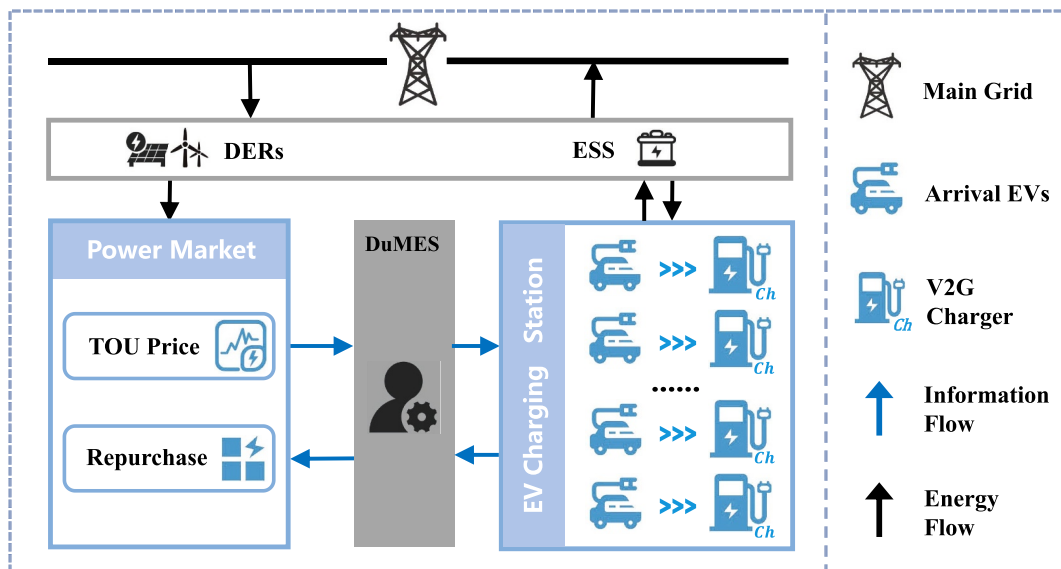 DERs
ESS
Power Market
TOU Price
Repurchase
DuMES
EV Charging Station
>>> Ch
>>> Ch
......
>>> Ch
>>> Ch
Main Grid
Arrival EVs
Ch
V2G
Charger
Information
Flow
Energy
Flow